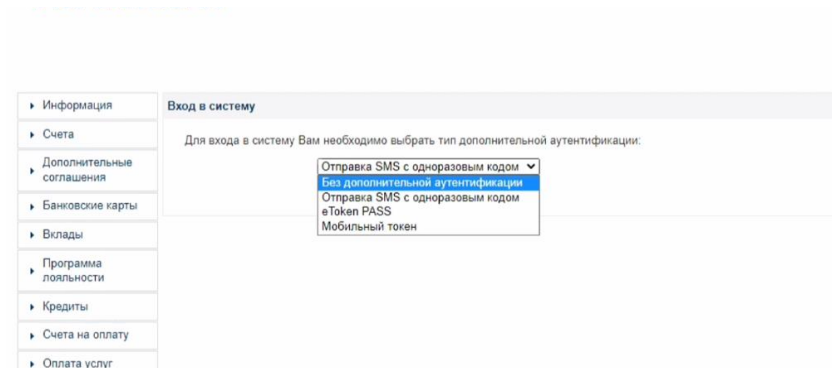 Информация
Счета
Дополнительные
соглашения
Банковские карты
Вклады
Программа
лояльности
Кредиты
Счета на оплату
Оплата услуг
Вход в систему
Для входа в систему Вам необходимо выбрать тип дополнительной аутентификации:
Отправка SMS с одноразовым кодом
Без дополнительной аутентификации
Отправка SMS с одноразовым кодом
eToken PASS
Мобильный токен